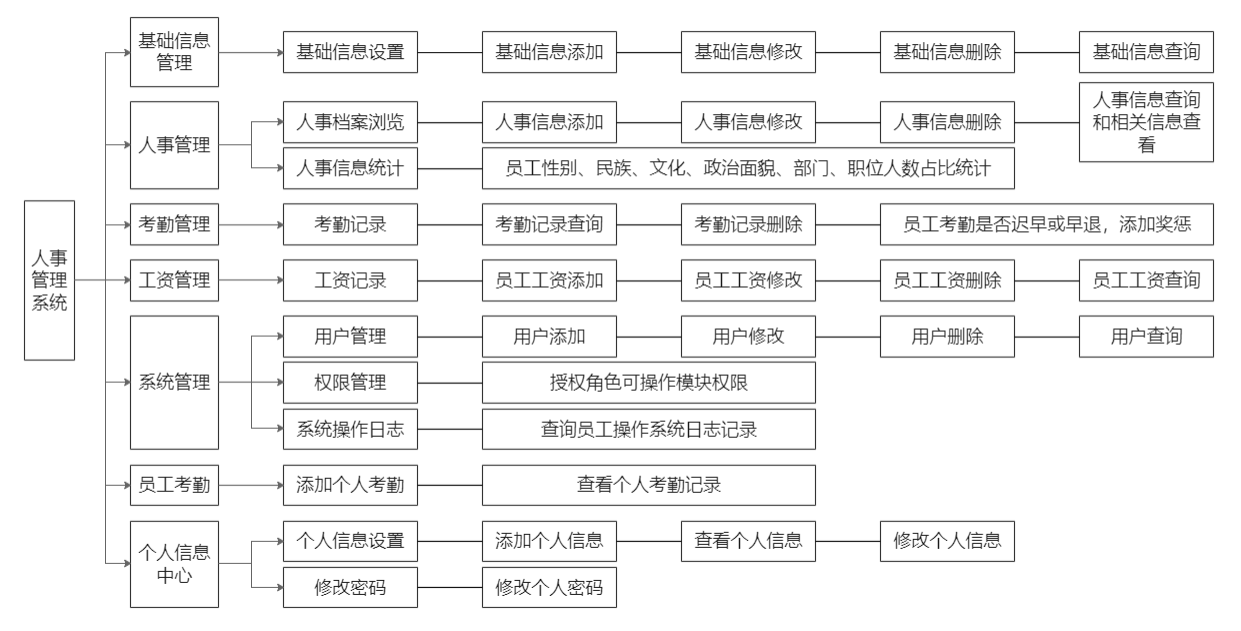 人事
管理
系统
基础信息
管理
基础信息设置
基础信息添加
基础信息修改
基础信息删除
基础信息查询
人事管理
人事档案浏览
人事信息添加
人事信息修改
人事信息删除
人事信息查询
和相关信息查
看
人事信息统计
员工性别、民族、文化、政治面貌、部门、职位人数占比统计
考勤管理
考勤记录
考勤记录查询
考勤记录删除
员工考勤是否迟早或早退，添加奖惩
工资管理
工资记录
员工工资添加
员工工资修改
员工工资删除
员工工资查询
系统管理
用户管理
用户添加
用户修改
用户删除
用户查询
权限管理
授权角色可操作模块权限
系统操作日志
查询员工操作系统日志记录
员工考勤
添加个人考勤
查看个人考勤记录
个人信息
中心
个人信息设置
添加个人信息
查看个人信息
修改个人信息
修改密码
修改个人密码